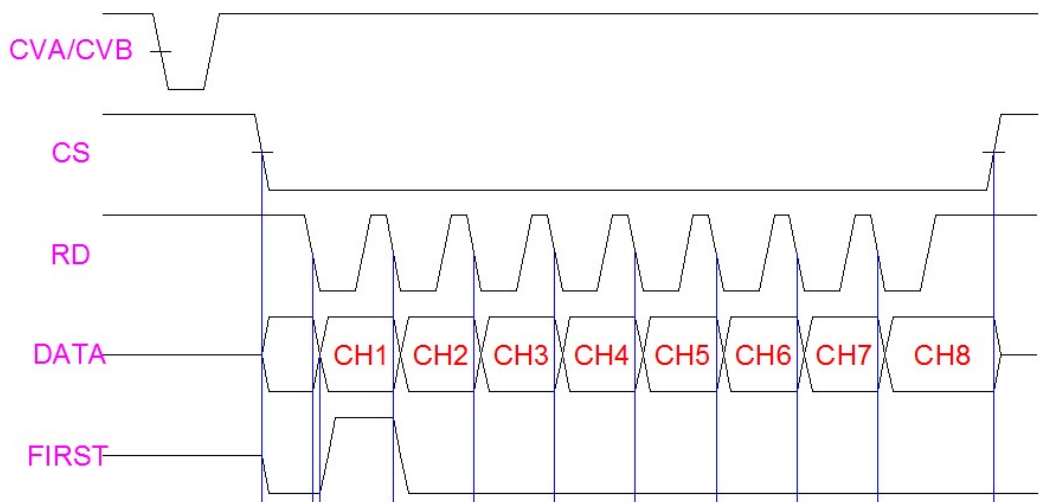 CVA/CVB
CS
RD
DATA CH1 CH2 CH3 CH4 CH5 CH6 CH7 CH8
FIRST